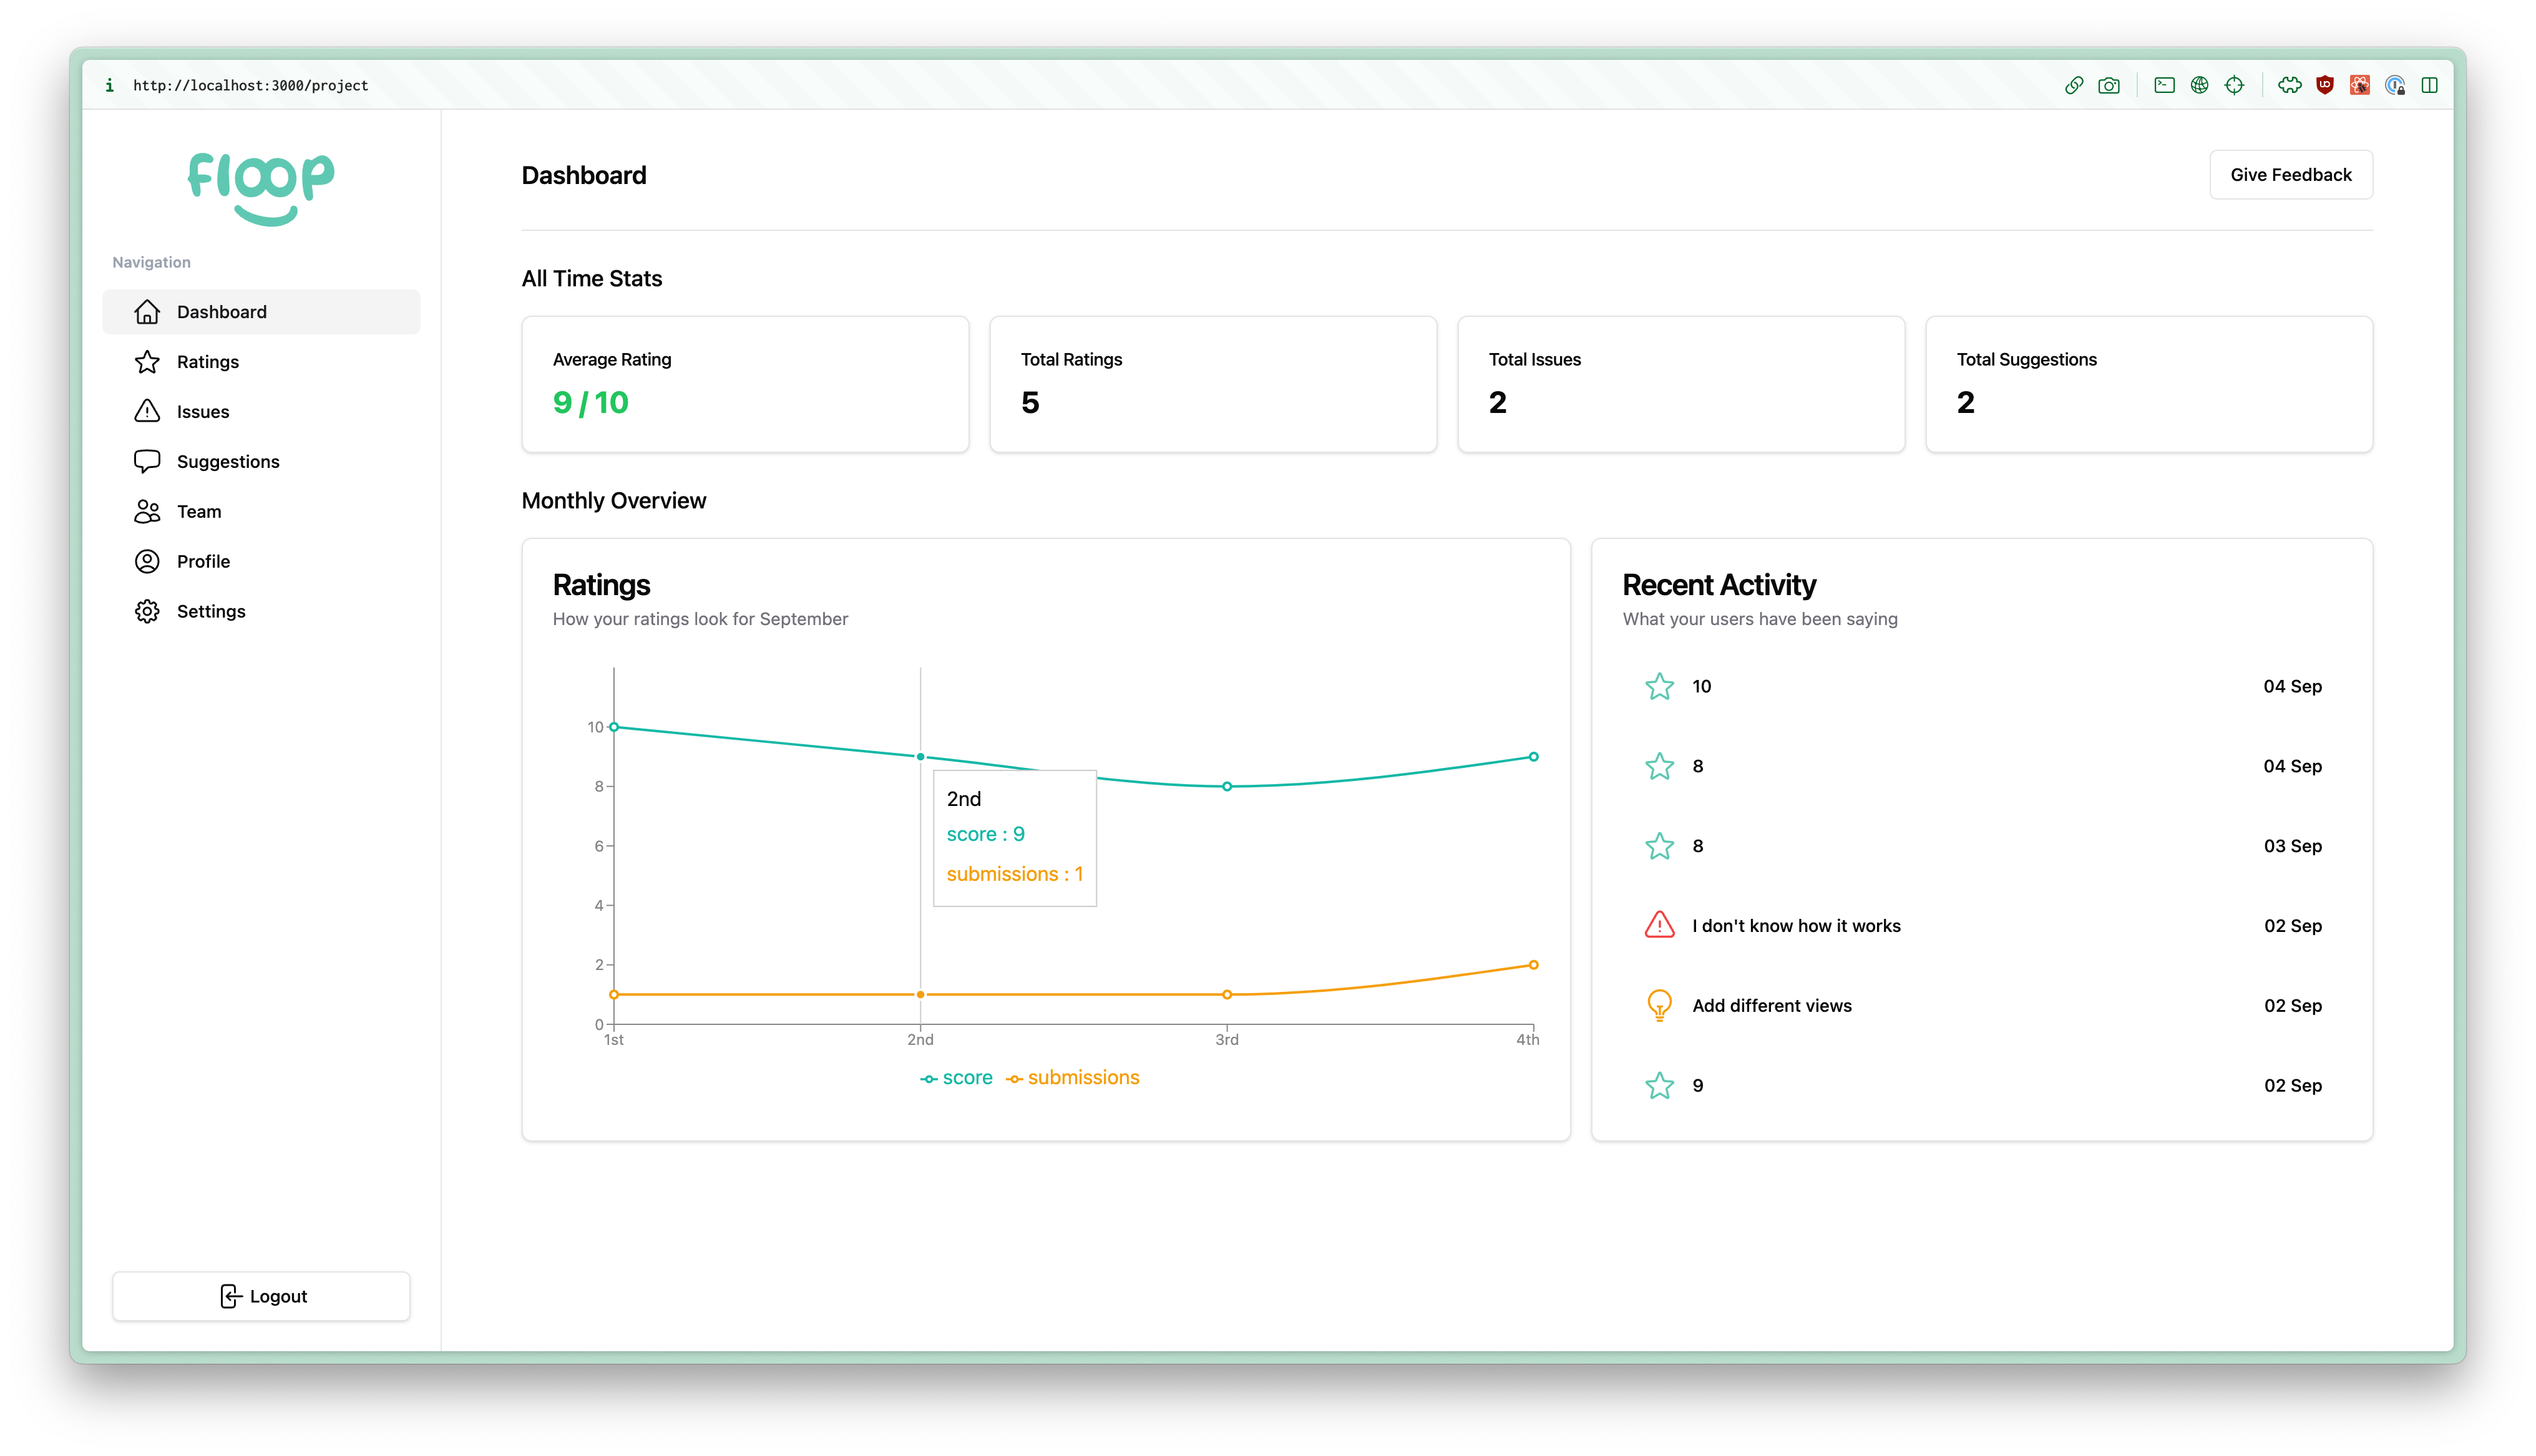 http://localhost:3000/project
floop
Navigation
Dashboard
Ratings
Issues
Suggestions
Team
Profile
Settings
Logout
Dashboard
Give Feedback
All Time Stats
Average Rating
9 / 10
Total Ratings
5
Total Issues
2
Total Suggestions
2
Monthly Overview
Ratings
How your ratings look for September
10
8
6
4
2
0
1st
2nd
3rd
4th
2nd
score : 9
submissions : 1
score
submissions
Recent Activity
What your users have been saying
10 04 Sep
8 04 Sep
8 03 Sep
I don't know how it works 02 Sep
Add different views 02 Sep
9 02 Sep